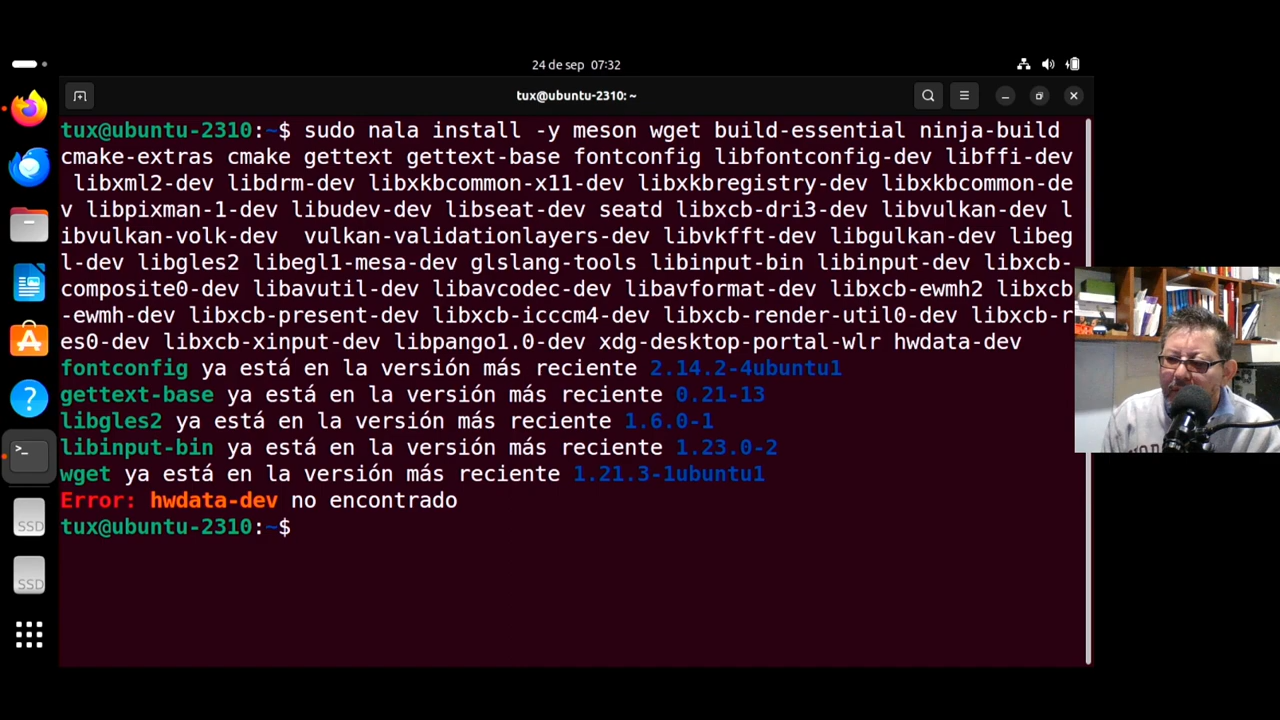 24 de sep 07:32
tux@ubuntu-2310: ~
tux@ubuntu-2310:~$ sudo nala install -y meson wget build-essential ninja-build
cmake-extras cmake gettext gettext-base fontconfig libfontconfig-dev libffi-dev
libxml2-dev libdrm-dev libxkbcommon-x11-dev libxkbregistry-dev libxkbcommon-de
v libpixman-1-dev libudev-dev libseat-dev seatd libxcb-dri3-dev libvulkan-dev l
ibvulkan-volk-dev  vulkan-validationlayers-dev libvkfft-dev libgulkan-dev libeg
l-dev libgles2 libegl1-mesa-dev glslang-tools libinput-bin libinput-dev libxcb-
composite0-dev libavutil-dev libavcodec-dev libavformat-dev libxcb-ewmh2 libxcb
-ewmh-dev libxcb-present-dev libxcb-icccm4-dev libxcb-render-util0-dev libxcb-r
es0-dev libxcb-xinput-dev libpango1.0-dev xdg-desktop-portal-wlr hwdata-dev
fontconfig ya está en la versión más reciente 2.14.2-4ubuntu1
gettext-base ya está en la versión más reciente 0.21-13
libgles2 ya está en la versión más reciente 1.6.0-1
libinput-bin ya está en la versión más reciente 1.23.0-2
wget ya está en la versión más reciente 1.21.3-1ubuntu1
Error: hwdata-dev no encontrado
tux@ubuntu-2310:~$
SSD
SSD